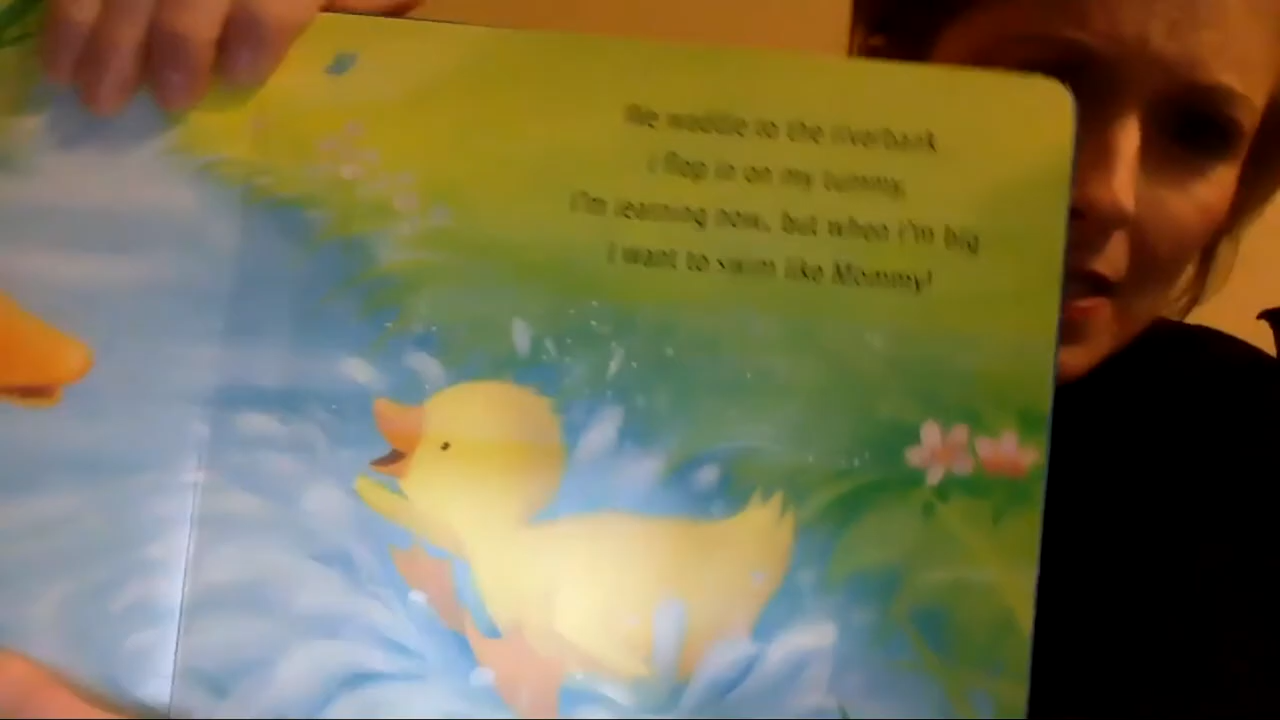 We waddle to the riverbank
I flop in on my tummy,
I'm learning now, but when I'm big
I want to swim like Mommy!